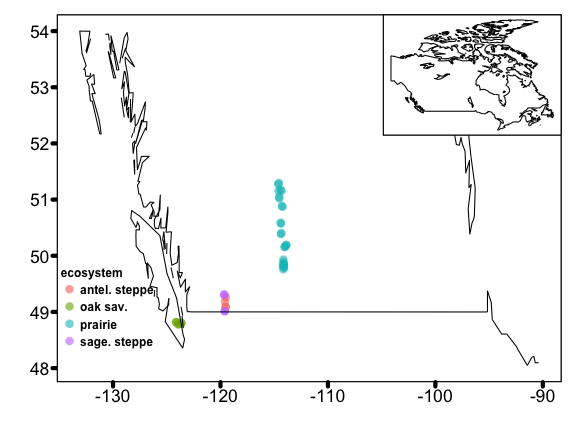 54
53
52
51
50
49
48
ecosystem
antel. steppe
oak sav.
prairie
sage. steppe
-130
-120
-110
-100
-90